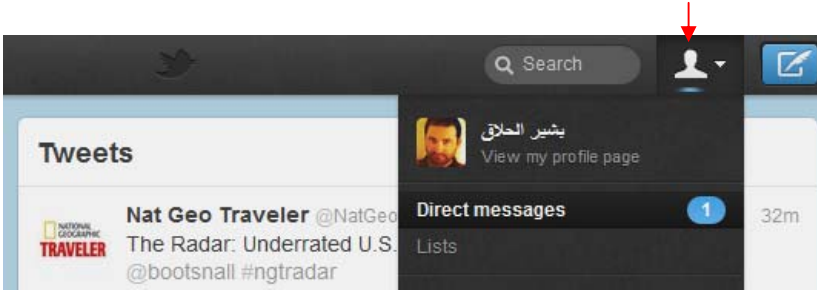 Search
بشير الحلاق
View my profile page
Tweets
Direct messages 1
Lists
Nat Geo Traveler @NatGeo 32m
NATIONAL GEOGRAPHIC TRAVELER
The Radar: Underrated U.S.
@bootsnall #ngtradar